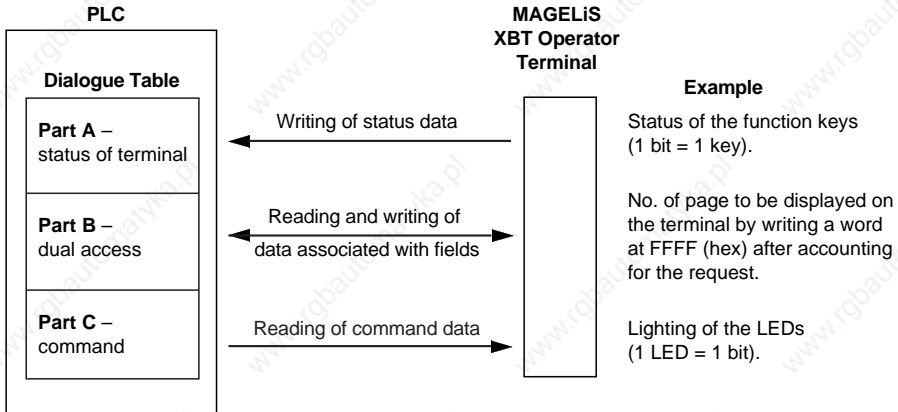 PLC
MAGELiS
XBT Operator
Terminal
Dialogue Table
Example
Part A –
status of terminal
Writing of status data
Status of the function keys
(1 bit = 1 key).
Part B –
dual access
Reading and writing of
data associated with fields
No. of page to be displayed on
the terminal by writing a word
at FFFF (hex) after accounting
for the request.
Part C –
command
Reading of command data
Lighting of the LEDs
(1 LED = 1 bit).
www.rgbautomatyka.pl